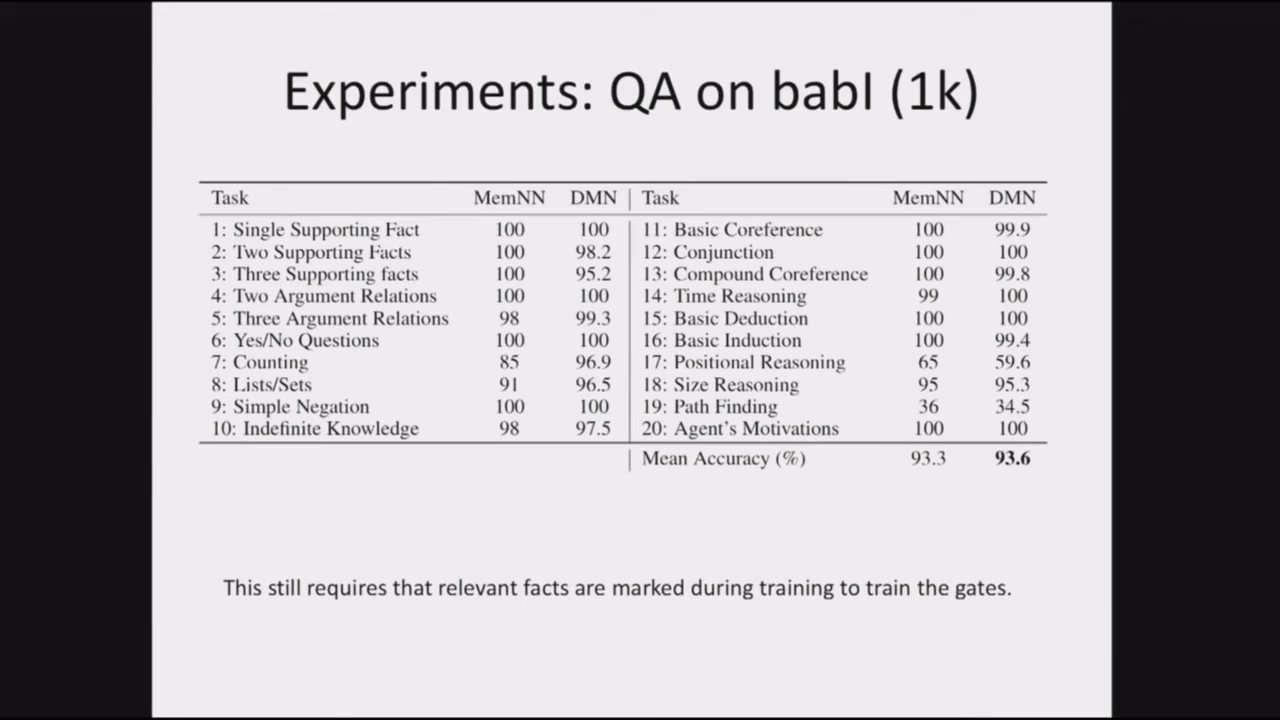 Experiments: QA on babI (1k)
Task MemNN DMN Task MemNN DMN
1: Single Supporting Fact 100 100 11: Basic Coreference 100 99.9
2: Two Supporting Facts 100 98.2 12: Conjunction 100 100
3: Three Supporting facts 100 95.2 13: Compound Coreference 100 99.8
4: Two Argument Relations 100 100 14: Time Reasoning 99 100
5: Three Argument Relations 98 99.3 15: Basic Deduction 100 100
6: Yes/No Questions 100 100 16: Basic Induction 100 99.4
7: Counting 85 96.9 17: Positional Reasoning 65 59.6
8: Lists/Sets 91 96.5 18: Size Reasoning 95 95.3
9: Simple Negation 100 100 19: Path Finding 36 34.5
10: Indefinite Knowledge 98 97.5 20: Agent's Motivations 100 100
Mean Accuracy (%) 93.3 93.6
This still requires that relevant facts are marked during training to train the gates.